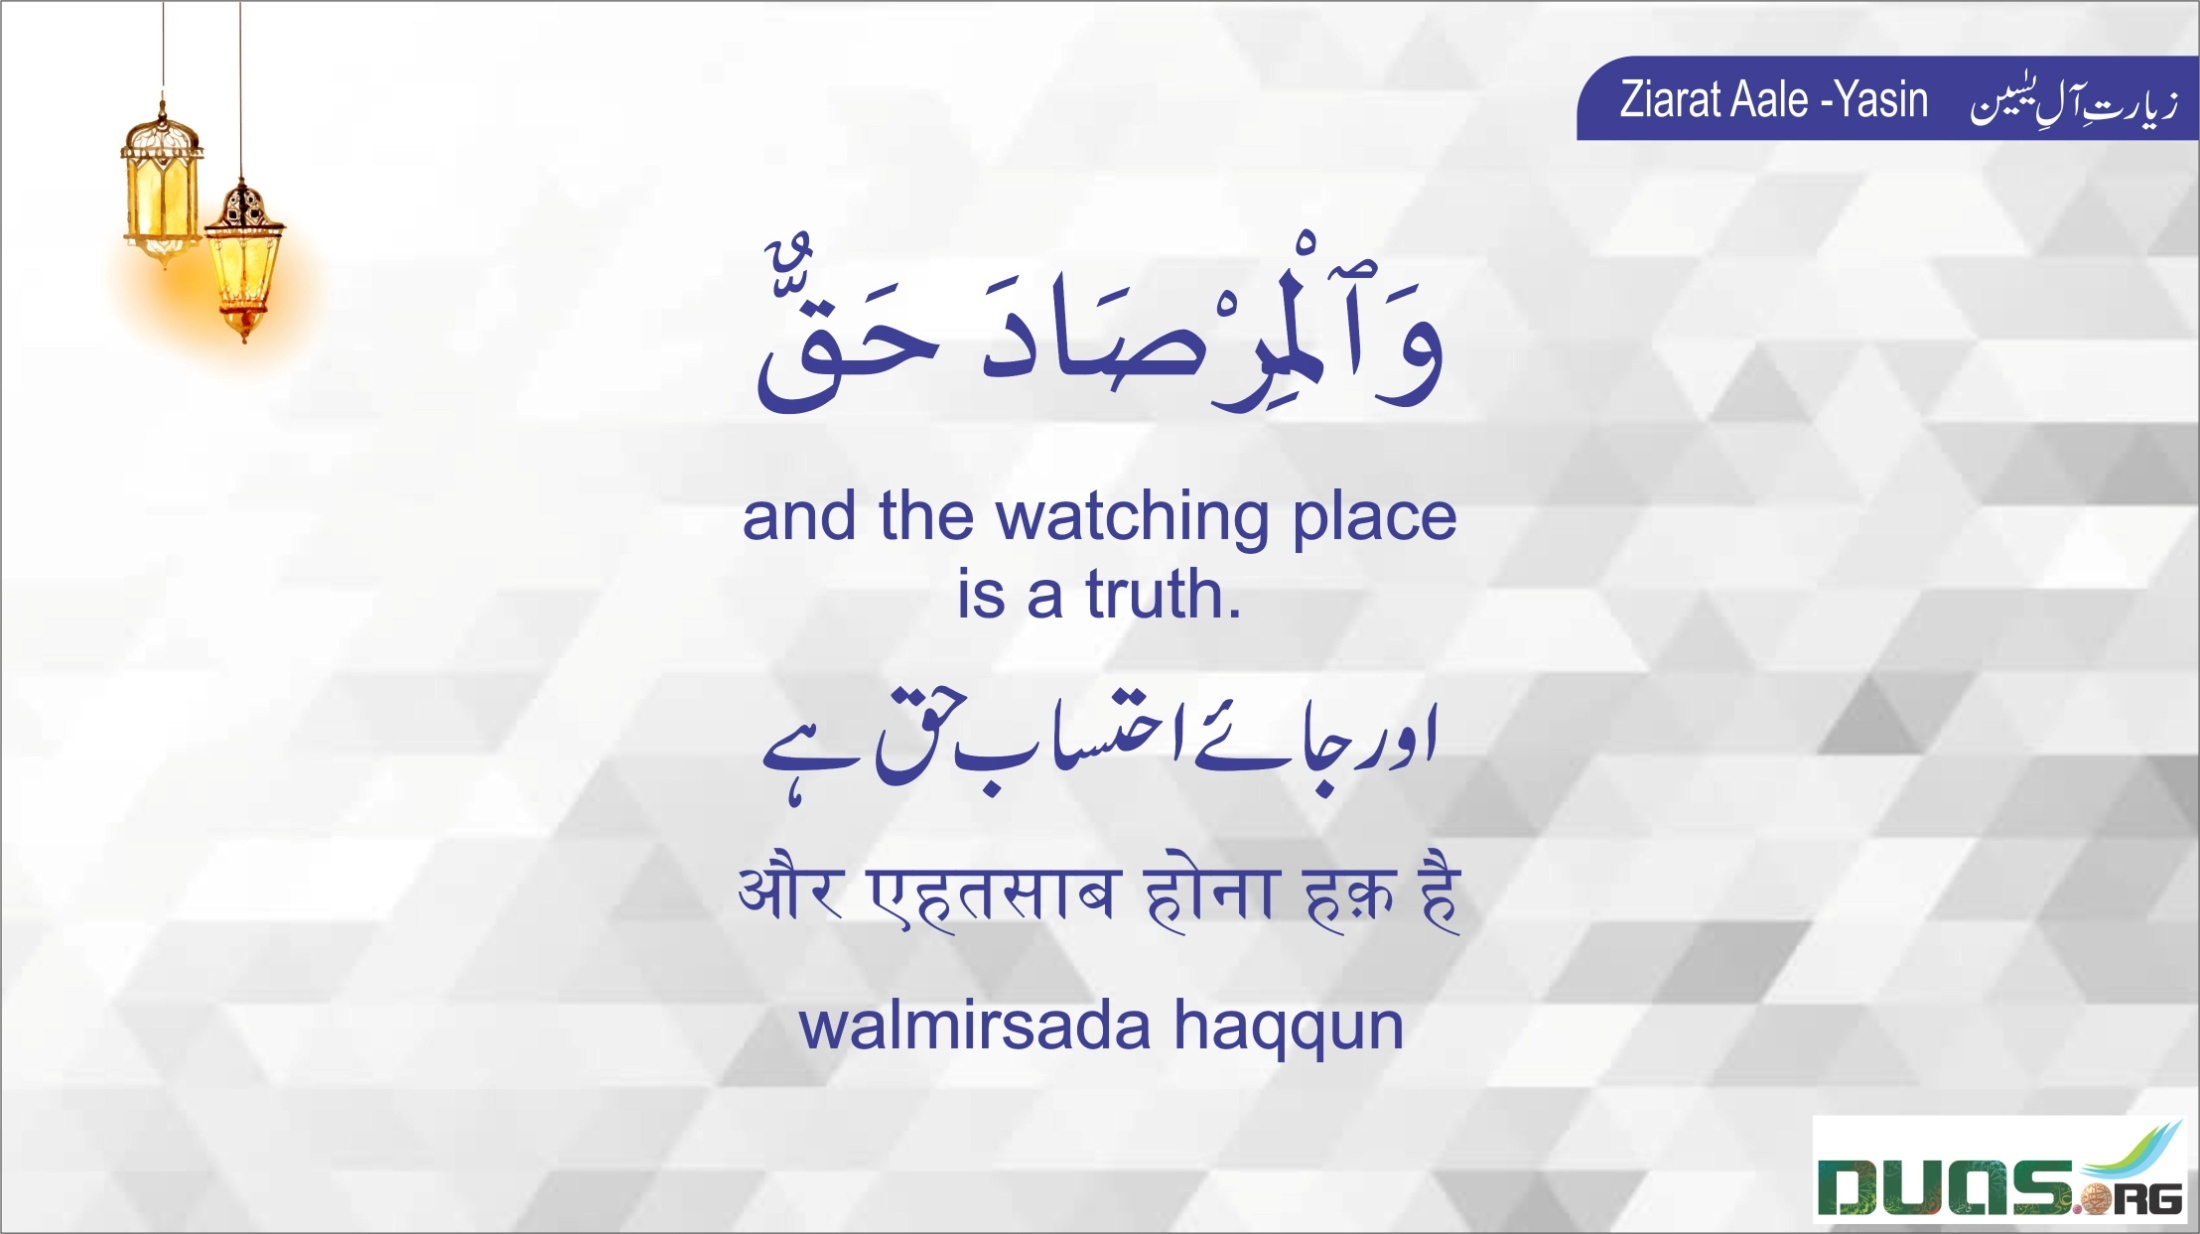 Ziarat Aale -Yasin زیارتِ آلِ یٰسین
وَٱلْمِرْصَادَ حَقٌّ
and the watching place
is a truth.
اور جائے احتساب حق ہے
और एहतसाब होना हक़ है
walmirsada haqqun
DUAS.ORG